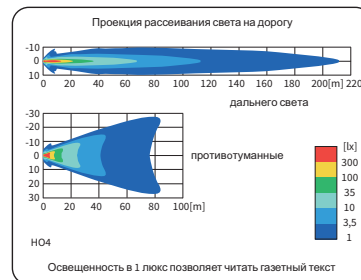 Проекция рассеивания света на дорогу
-10
0
10
0 20 40 60 80 100 120 140 160 180 200[m] 220
дальнего света
-30
20
10
0
10
20
30
противотуманные
0 20 40 60 80 100[m]
[lx]
300
100
35
10
3,5
1
HO4
Освещенность в 1 люкс позволяет читать газетный текст